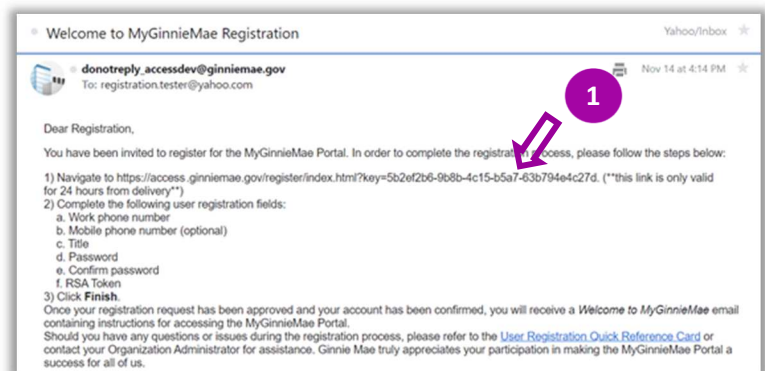 Welcome to MyGinnieMae Registration
Yahoo/Inbox
donotreply_accessdev@ginniemae.gov
Nov 14 at 4:14 PM
To: registration.tester@yahoo.com
1
Dear Registration,
You have been invited to register for the MyGinnieMae Portal. In order to complete the registration process, please follow the steps below:
1) Navigate to https://access.ginniemae.gov/register/index.html?key=5b2ef2b6-9b8b-4c15-b5a7-63b794e4c27d. (**this link is only valid
for 24 hours from delivery**)
2) Complete the following user registration fields:
a. Work phone number
b. Mobile phone number (optional)
c. Title
d. Password
e. Confirm password
f. RSA Token
3) Click Finish.
Once your registration request has been approved and your account has been confirmed, you will receive a Welcome to MyGinnieMae email
containing instructions for accessing the MyGinnieMae Portal.
Should you have any questions or issues during the registration process, please refer to the User Registration Quick Reference Card or
contact your Organization Administrator for assistance. Ginnie Mae truly appreciates your participation in making the MyGinnieMae Portal a
success for all of us.